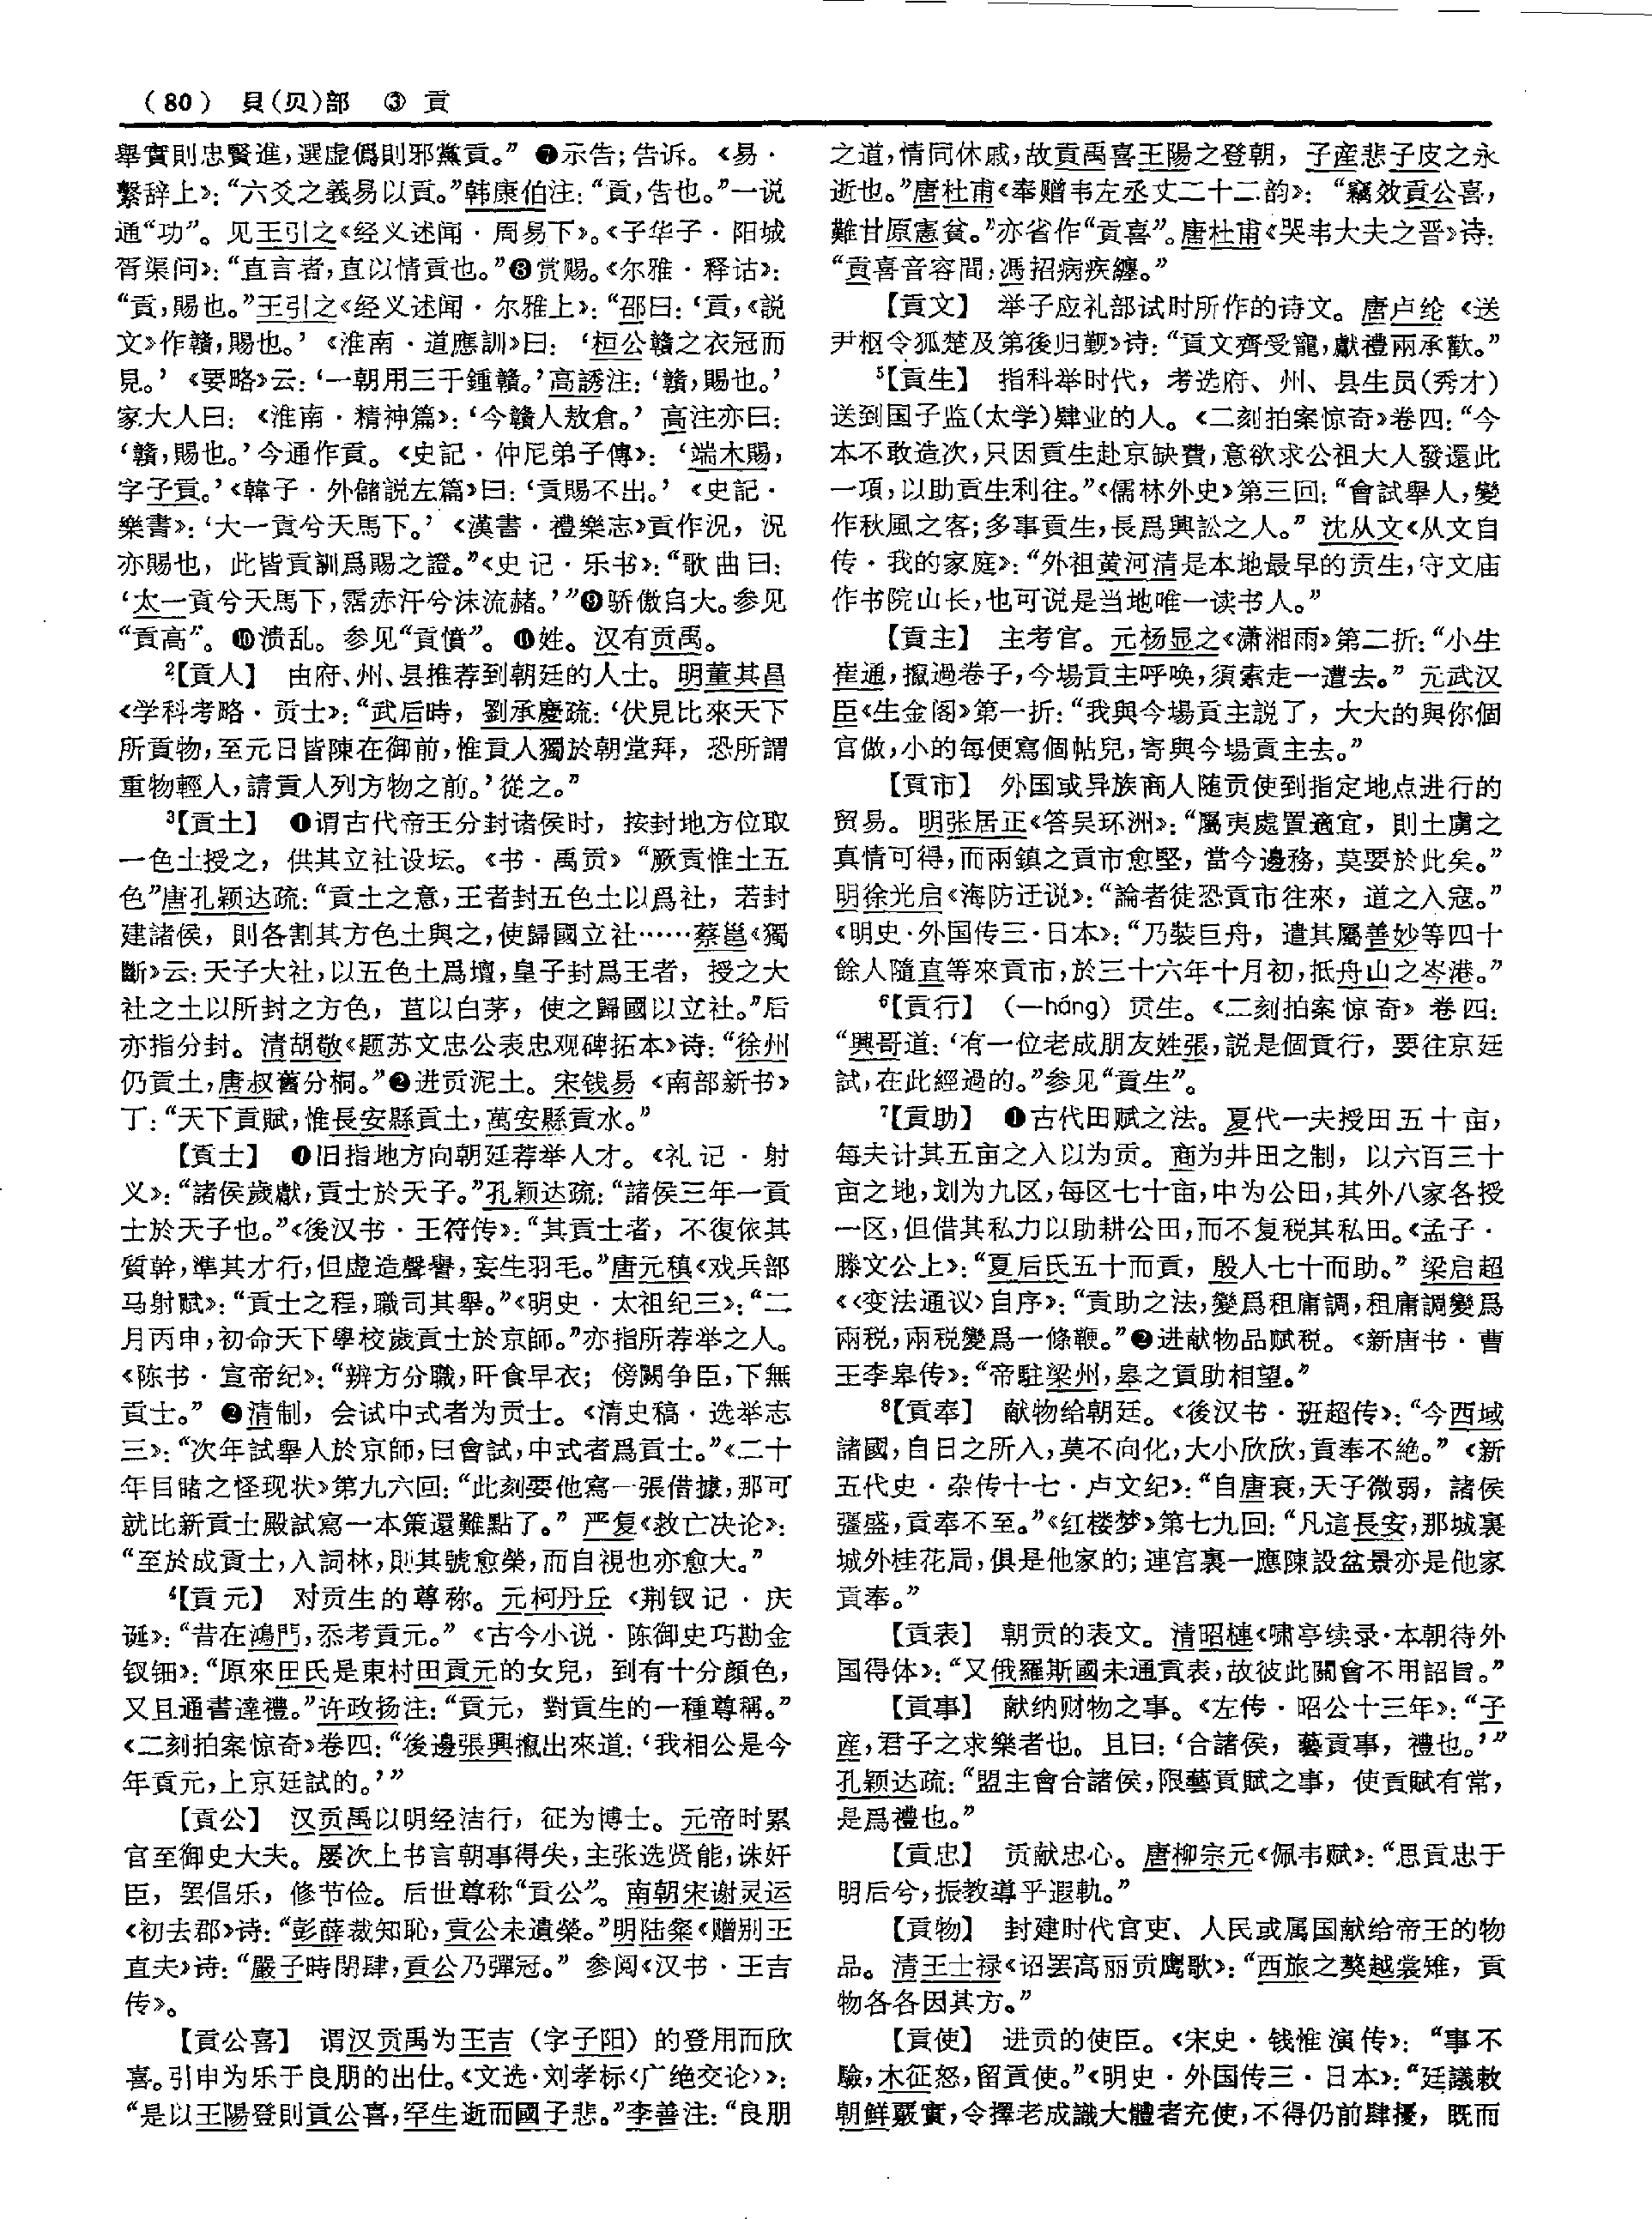 （80） 貝(贝)部 ③ 貢
舉實則忠賢進，選虛僞則邪黨貢。”❼示告；告诉。《易·
繫辞上》：“六爻之義易以貢。”韩康伯注：“貢，告也。”一说
通“功”。见王引之《经义述闻·周易下》。《子华子·阳城
胥渠问》：“直言者，直以情貢也。”❽赏赐。《尔雅·释诂》：
“貢，賜也。”王引之《经义述闻·尔雅上》：“邵曰：‘貢，《説
文》作贛，賜也。’《淮南·道應訓》曰：‘桓公贛之衣冠而
見。’《要略》云：‘一朝用三千鍾贛。’高誘注：‘贛，賜也。’
家大人曰：《淮南·精神篇》：‘今贛人敖倉。’高注亦曰：
‘贛，賜也。’今通作貢。《史記·仲尼弟子傳》：‘端木賜，
字子貢。’《韓子·外儲説左篇》曰：‘貢賜不出。’《史記·
樂書》：‘大一貢兮天馬下。’《漢書·禮樂志》貢作況，況
亦賜也，此皆貢訓爲賜之證。”《史记·乐书》：“歌曲曰：
‘太一貢兮天馬下，霑赤汗兮沫流赭。’”❾骄傲自大。参见
“貢高”。❿溃乱。参见“貢憤”。⓫姓。汉有贡禹。
²【貢人】 由府、州、县推荐到朝廷的人士。明董其昌
《学科考略·贡士》：“武后時，劉承慶疏：‘伏見比來天下
所貢物，至元日皆陳在御前，惟貢人獨於朝堂拜，恐所謂
重物輕人，請貢人列方物之前。’從之。”
³【貢土】 ❶谓古代帝王分封诸侯时，按封地方位取
一色土授之，供其立社设坛。《书·禹贡》“厥貢惟土五
色”唐孔颖达疏：“貢土之意，王者封五色土以爲社，若封
建諸侯，則各割其方色土與之，使歸國立社……蔡邕《獨
斷》云：天子大社，以五色土爲壇，皇子封爲王者，授之大
社之土以所封之方色，苴以白茅，使之歸國以立社。”后
亦指分封。清胡敬《题苏文忠公表忠观碑拓本》诗：“徐州
仍貢土，唐叔舊分桐。”❷进贡泥土。宋钱易《南部新书》
丁：“天下貢賦，惟長安縣貢土，萬安縣貢水。”
【貢士】 ❶旧指地方向朝廷荐举人才。《礼记·射
义》：“諸侯歲獻，貢士於天子。”孔颖达疏：“諸侯三年一貢
士於天子也。”《後汉书·王符传》：“其貢士者，不復依其
質幹，準其才行，但虚造聲譽，妄生羽毛。”唐元稹《戏兵部
马射赋》：“貢士之程，職司其舉。”《明史·太祖纪三》：“二
月丙申，初命天下學校歲貢士於京師。”亦指所荐举之人。
《陈书·宣帝纪》：“辨方分職，旰食早衣；傍闕争臣，下無
貢士。”❷清制，会试中式者为贡士。《清史稿·选举志
三》：“次年試舉人於京師，曰會試，中式者爲貢士。”《二十
年目睹之怪现状》第九六回：“此刻要他寫一張借據，那可
就比新貢士殿試寫一本策還難點了。”严复《救亡决论》：
“至於成貢士，入詞林，則其號愈榮，而自視也亦愈大。”
⁴【貢元】 对贡生的尊称。元柯丹丘《荆钗记·庆
诞》：“昔在鴻門，忝考貢元。”《古今小说·陈御史巧勘金
钗钿》：“原來田氏是東村田貢元的女兒，到有十分顔色，
又且通書達禮。”许政扬注：“貢元，對貢生的一種尊稱。”
《二刻拍案惊奇》卷四：“後邊張興攛出來道：‘我相公是今
年貢元，上京廷試的。’”
【貢公】 汉贡禹以明经洁行，征为博士。元帝时累
官至御史大夫。屡次上书言朝事得失，主张选贤能，诛奸
臣，罢倡乐，修节俭。后世尊称“貢公”。南朝宋谢灵运
《初去郡》诗：“彭薛裁知恥，貢公未遺榮。”明陆粲《赠别王
直夫》诗：“嚴子時閉肆，貢公乃彈冠。”参阅《汉书·王吉
传》。
【貢公喜】 谓汉贡禹为王吉（字子阳）的登用而欣
喜。引申为乐于良朋的出仕。《文选·刘孝标〈广绝交论〉》：
“是以王陽登則貢公喜，罕生逝而國子悲。”李善注：“良朋
之道，情同休戚，故貢禹喜王陽之登朝，子産悲子皮之永
逝也。”唐杜甫《奉赠韦左丞丈二十二韵》：“竊效貢公喜，
難甘原憲貧。”亦省作“貢喜”。唐杜甫《哭韦大夫之晋》诗：
“貢喜音容間，馮招病疾纏。”
【貢文】 举子应礼部试时所作的诗文。唐卢纶《送
尹枢令狐楚及第後归觐》诗：“貢文齊受寵，獻禮兩承歡。”
⁵【貢生】 指科举时代，考选府、州、县生员(秀才)
送到国子监(太学)肄业的人。《二刻拍案惊奇》卷四：“今
本不敢造次，只因貢生赴京缺費，意欲求公祖大人發還此
一項，以助貢生利往。”《儒林外史》第三回：“會試舉人，變
作秋風之客；多事貢生，長爲興訟之人。”沈从文《从文自
传·我的家庭》：“外祖黄河清是本地最早的贡生，守文庙
作书院山长，也可说是当地唯一读书人。”
【貢主】 主考官。元杨显之《潇湘雨》第二折：“小生
崔通，攛過卷子，今場貢主呼唤，須索走一遭去。”元武汉
臣《生金阁》第一折：“我與今場貢主説了，大大的與你個
官做，小的每便寫個帖兒，寄與今場貢主去。”
【貢市】 外国或异族商人随贡使到指定地点进行的
贸易。明张居正《答吴环洲》：“屬夷處置適宜，則土虜之
真情可得，而兩鎮之貢市愈堅，當今邊務，莫要於此矣。”
明徐光启《海防迂说》：“論者徒恐貢市往來，道之入寇。”
《明史·外国传三·日本》：“乃裝巨舟，遣其屬善妙等四十
餘人隨直等來貢市，於三十六年十月初，抵舟山之岑港。”
⁶【貢行】 （—háng）贡生。《二刻拍案惊奇》卷四：
“興哥道：‘有一位老成朋友姓張，説是個貢行，要往京廷
試，在此經過的。”参见“貢生”。
⁷【貢助】 ❶古代田赋之法。夏代一夫授田五十亩，
每夫计其五亩之入以为贡。商为井田之制，以六百三十
亩之地，划为九区，每区七十亩，中为公田，其外八家各授
一区，但借其私力以助耕公田，而不复税其私田。《孟子·
滕文公上》：“夏后氏五十而貢，殷人七十而助。”梁启超
《〈变法通议〉自序》：“貢助之法，變爲租庸調，租庸調變爲
兩税，兩税變爲一條鞭。”❷进献物品赋税。《新唐书·曹
王李皋传》：“帝駐梁州，皋之貢助相望。”
⁸【貢奉】 献物给朝廷。《後汉书·班超传》：“今西域
諸國，自日之所入，莫不向化，大小欣欣，貢奉不絶。”《新
五代史·杂传十七·卢文纪》：“自唐衰，天子微弱，諸侯
彊盛，貢奉不至。”《红楼梦》第七九回：“凡這長安，那城裏
城外桂花局，俱是他家的；連宫裏一應陳設盆景亦是他家
貢奉。”
【貢表】 朝贡的表文。清昭槤《啸亭续录·本朝待外
国得体》：“又俄羅斯國未通貢表，故彼此關會不用詔旨。”
【貢事】 献纳财物之事。《左传·昭公十三年》：“子
産，君子之求樂者也。且曰：‘合諸侯，藝貢事，禮也。’”
孔颖达疏：“盟主會合諸侯，限藝貢賦之事，使貢賦有常，
是爲禮也。”
【貢忠】 贡献忠心。唐柳宗元《佩韦赋》：“思貢忠于
明后兮，振教導乎遐軌。”
【貢物】 封建时代官吏、人民或属国献给帝王的物
品。清王士禄《诏罢高丽贡鹰歌》：“西旅之獒越裳雉，貢
物各各因其方。”
【貢使】 进贡的使臣。《宋史·钱惟演传》：“事不
驗，木征怒，留貢使。”《明史·外国传三·日本》：“廷議敕
朝鲜覈實，令擇老成識大體者充使，不得仍前肆擾，既而